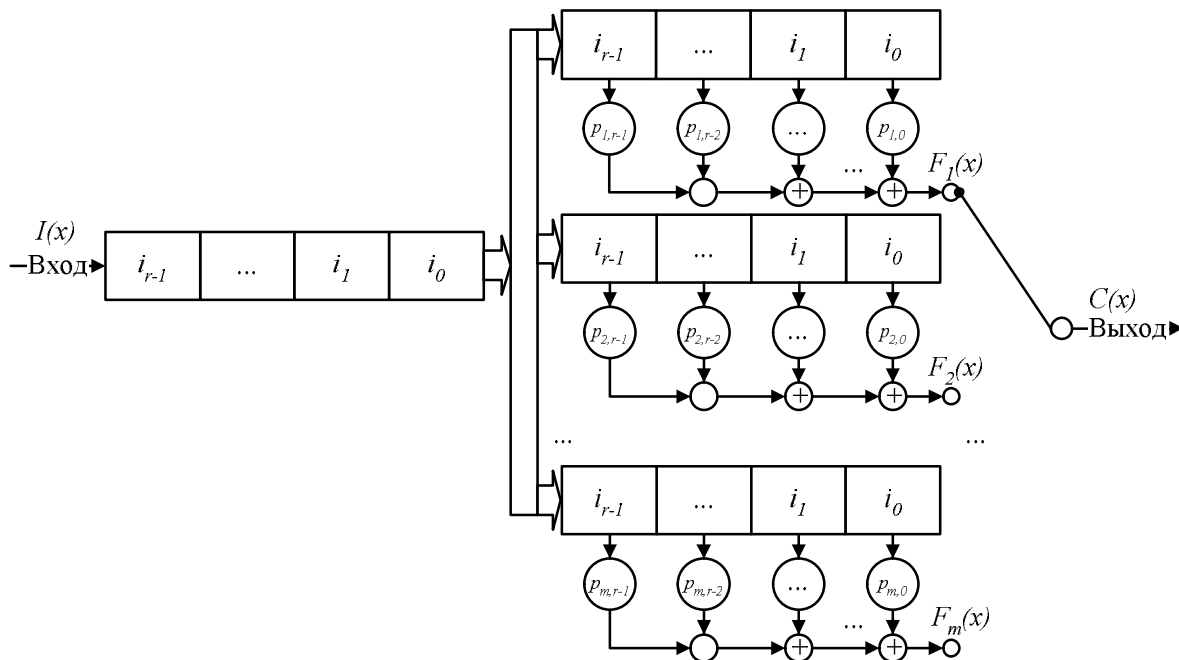 i_{r-1} ... i_1 i_0
p_{1,r-1} p_{1,r-2} ... p_{1,0}
... F_1(x)
+ +
I(x)
Вход i_{r-1} ... i_1 i_0
i_{r-1} ... i_1 i_0
C(x)
Выход
p_{2,r-1} p_{2,r-2} ... p_{2,0}
F_2(x)
+ +
... ...
i_{r-1} ... i_1 i_0
p_{m,r-1} p_{m,r-2} ... p_{m,0}
... F_m(x)
+ +